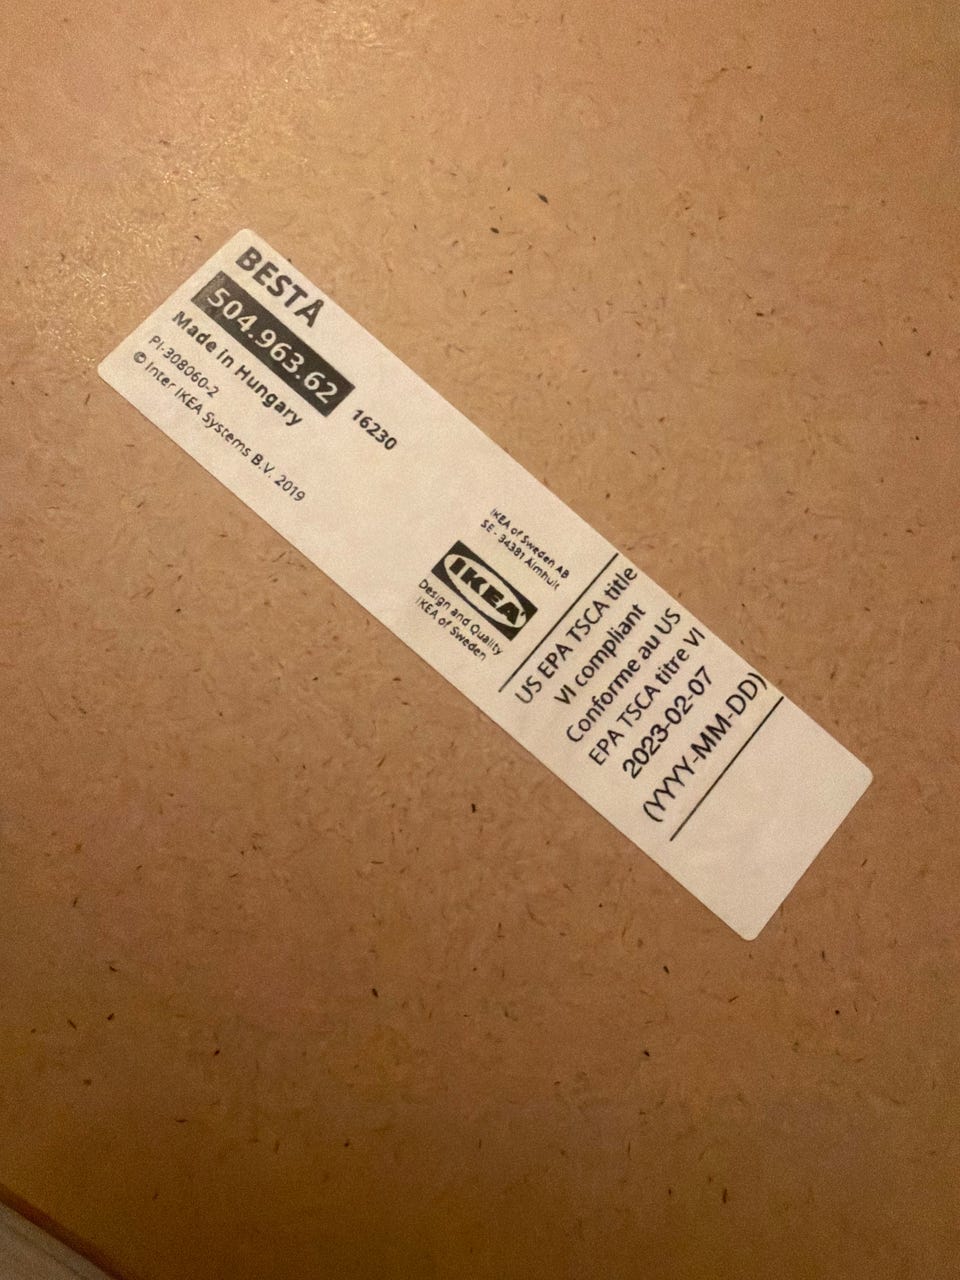 BESTÅ
504.963.62
16230
Made in Hungary
PI-308060-2
© Inter IKEA Systems B.V. 2019
IKEA of Sweden AB
SE - 34381 Älmhult
IKEA
Design and Quality
IKEA of Sweden
US EPA TSCA title
VI compliant
Conforme au US
EPA TSCA titre VI
2023-02-07
(YYYY-MM-DD)